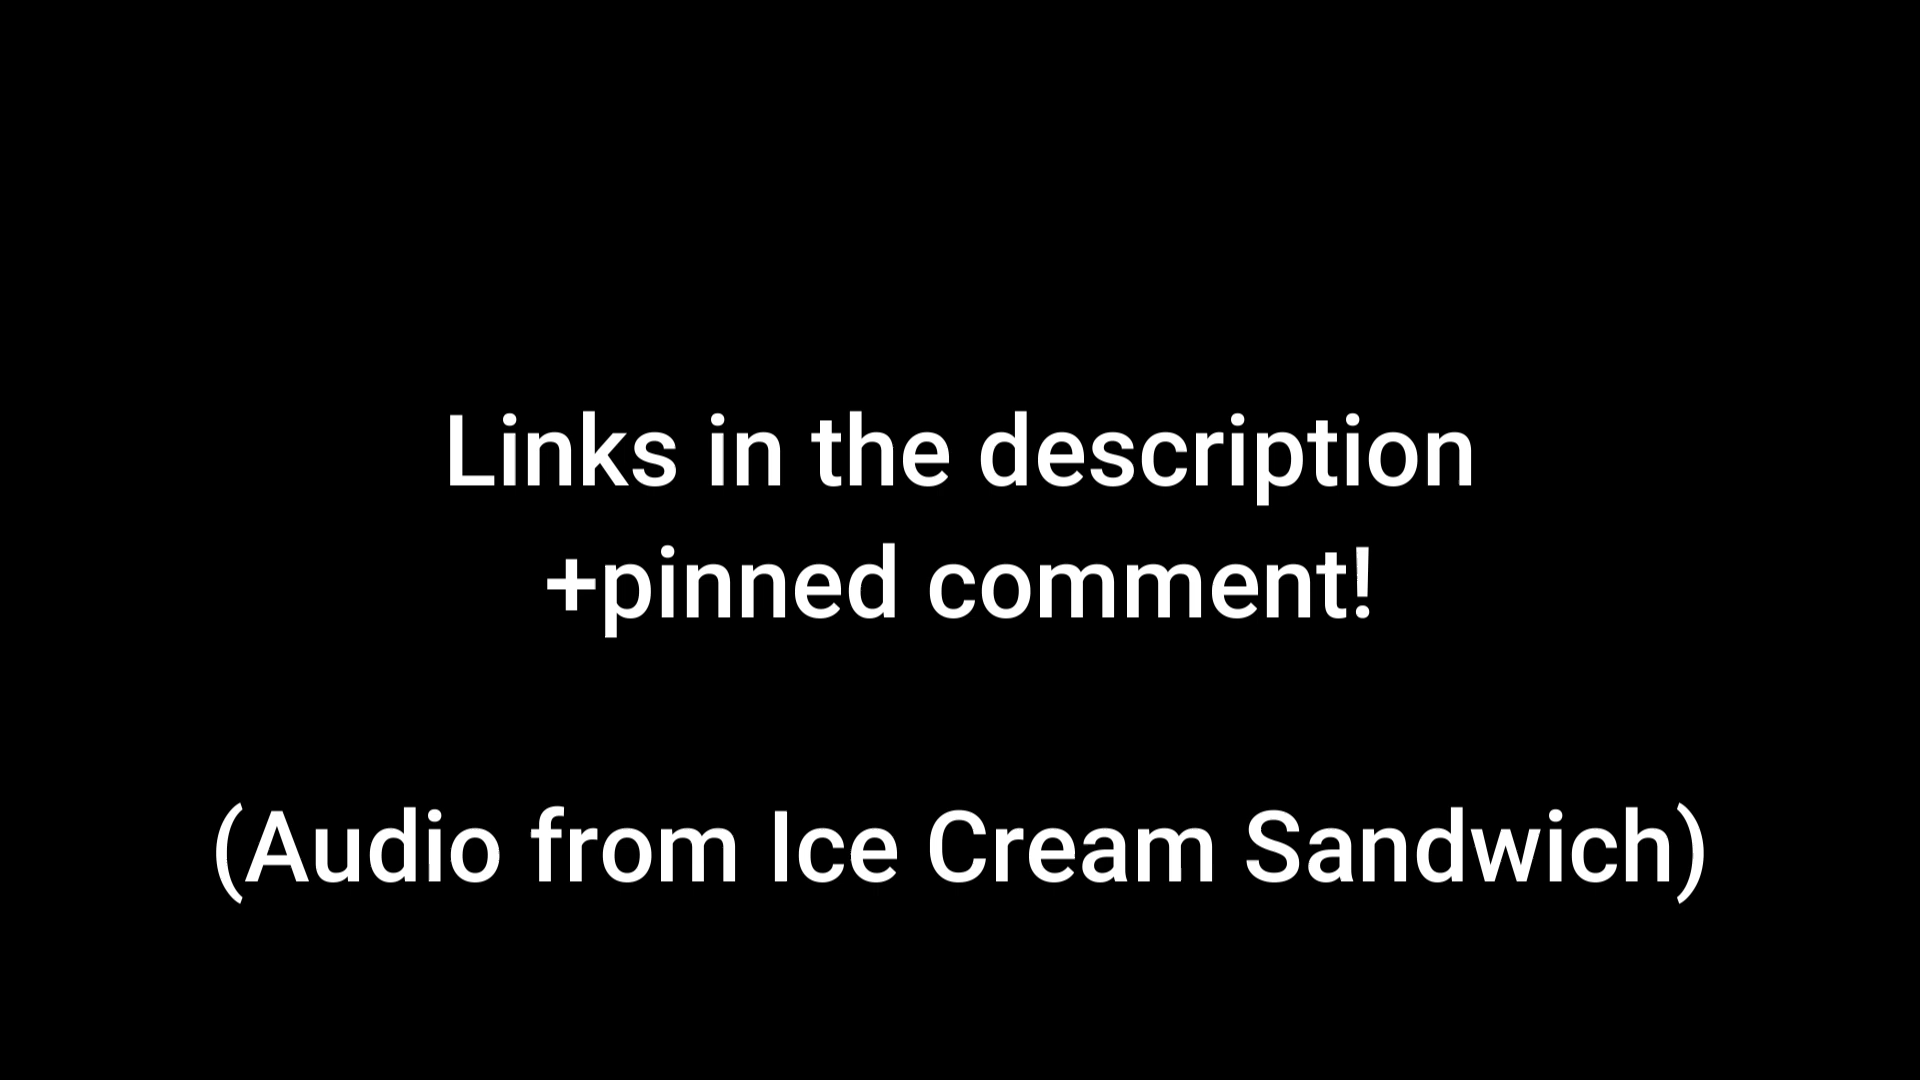 Links in the description
+pinned comment!
(Audio from Ice Cream Sandwich)